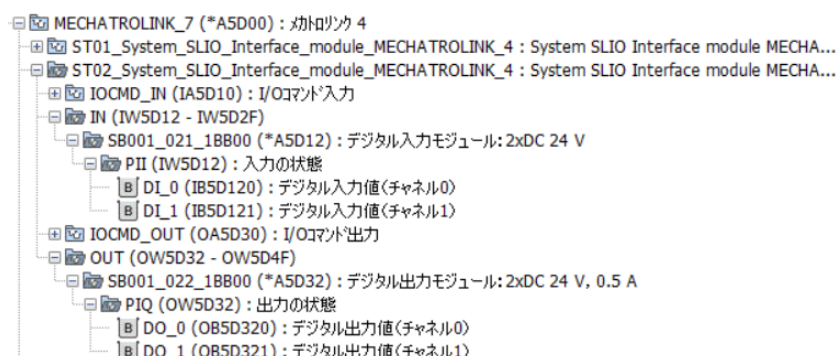 MECHATROLINK_7 (*A5D00) : ﾒｶﾄﾛﾘﾝｸ 4
ST01_System_SLIO_Interface_module_MECHATROLINK_4 : System SLIO Interface module MECHA...
ST02_System_SLIO_Interface_module_MECHATROLINK_4 : System SLIO Interface module MECHA...
IOCMD_IN (IA5D10) : I/Oｺﾏﾝﾄﾞ入力
IN (IW5D12 - IW5D2F)
SB001_021_1BB00 (*A5D12) : デジタル入力モジュール:2xDC 24 V
PII (IW5D12) : 入力の状態
B DI_0 (IB5D120) : デジタル入力値(チャネル0)
B DI_1 (IB5D121) : デジタル入力値(チャネル1)
IOCMD_OUT (OA5D30) : I/Oｺﾏﾝﾄﾞ出力
OUT (OW5D32 - OW5D4F)
SB001_022_1BB00 (*A5D32) : デジタル出力モジュール:2xDC 24 V, 0.5 A
PIQ (OW5D32) : 出力の状態
B DO_0 (OB5D320) : デジタル出力値(チャネル0)
B DO_1 (OB5D321) : デジタル出力値(チャネル1)